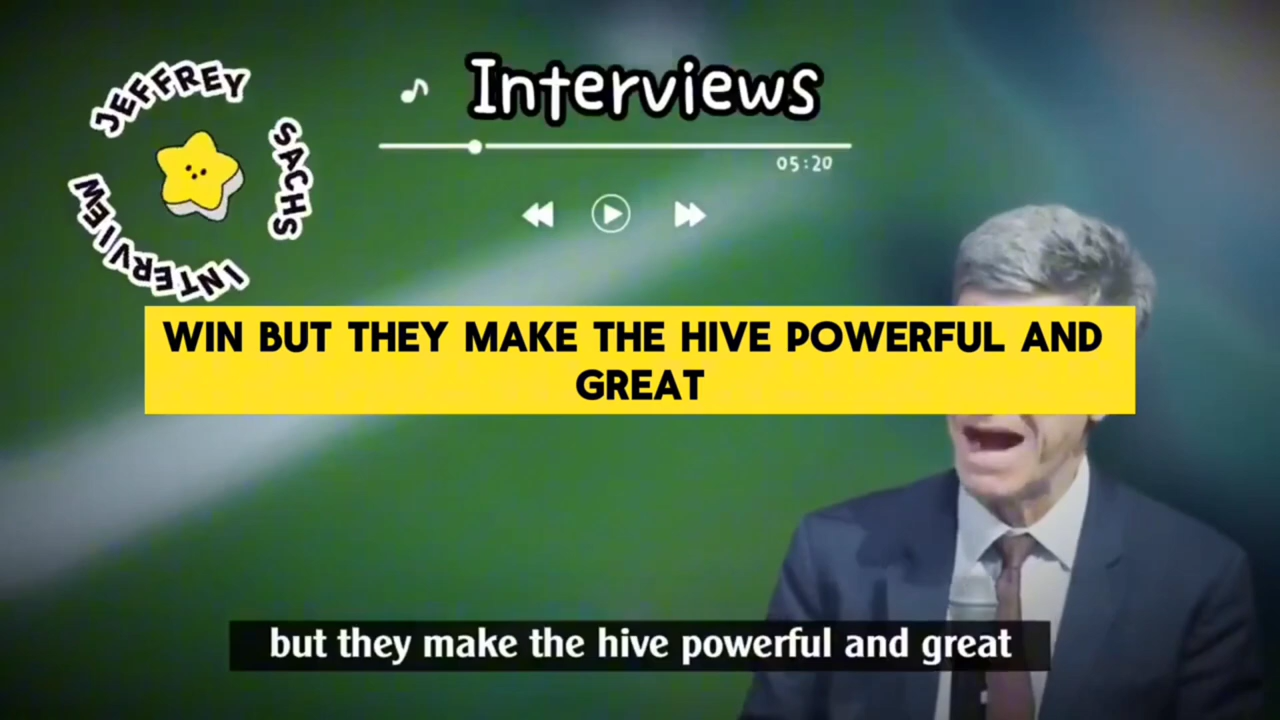 JEFFREY SACHS INTERVIEW
Interviews
05:20
WIN BUT THEY MAKE THE HIVE POWERFUL AND
GREAT
but they make the hive powerful and great